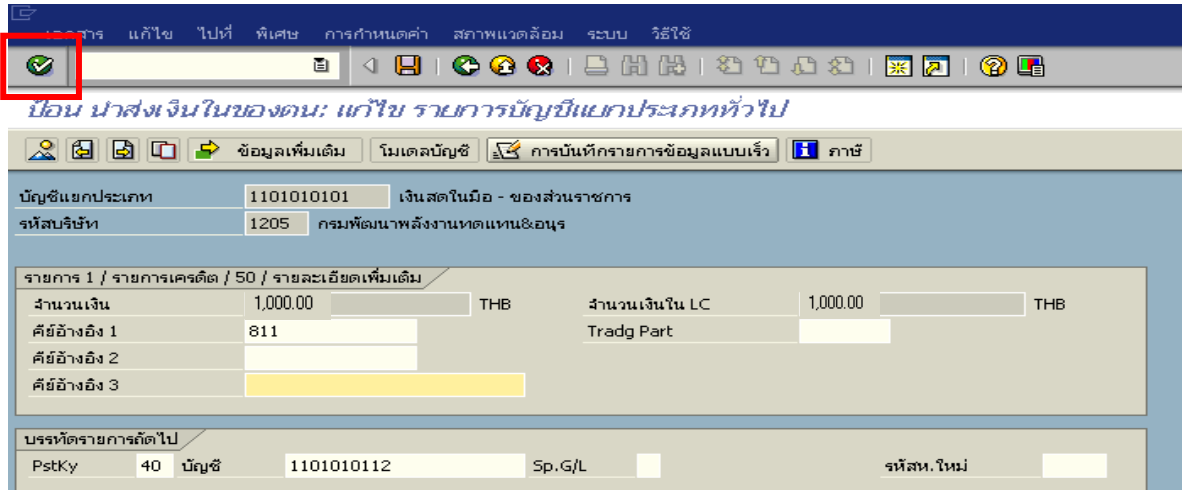 เอกสาร แก้ไข ไปที่ พิเศษ การกำหนดค่า สภาพแวดล้อม ระบบ วิธีใช้
ป้อน นำส่งเงินในของตน: แก้ไข รายการบัญชีแยกประเภททั่วไป
ข้อมูลเพิ่มเติม โมเดลบัญชี การบันทึกรายการข้อมูลแบบเร็ว ภาษี
บัญชีแยกประเภท 1101010101 เงินสดในมือ - ของส่วนราชการ
รหัสบริษัท 1205 กรมพัฒนาพลังงานทดแทน&อนุร
รายการ 1 / รายการเครดิต / 50 / รายละเอียดเพิ่มเติม
จำนวนเงิน 1,000.00 THB จำนวนเงินใน LC 1,000.00 THB
คีย์อ้างอิง 1 811 Tradg Part
คีย์อ้างอิง 2
คีย์อ้างอิง 3
บรรทัดรายการถัดไป
PstKy 40 บัญชี 1101010112 Sp.G/L รหัสห.ใหม่